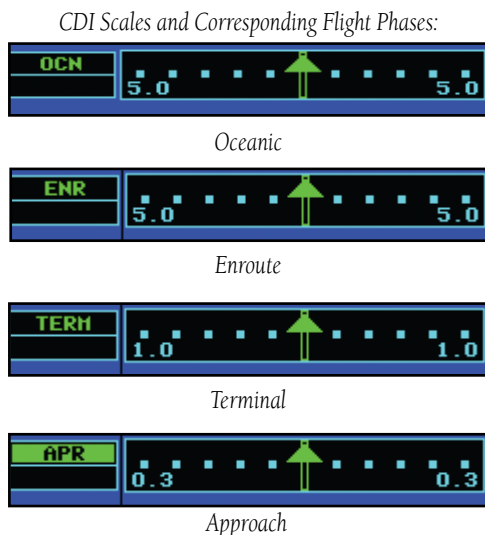 CDI Scales and Corresponding Flight Phases:
OCN
5.0 5.0
Oceanic
ENR
5.0 5.0
Enroute
TERM
1.0 1.0
Terminal
APR
0.3 0.3
Approach